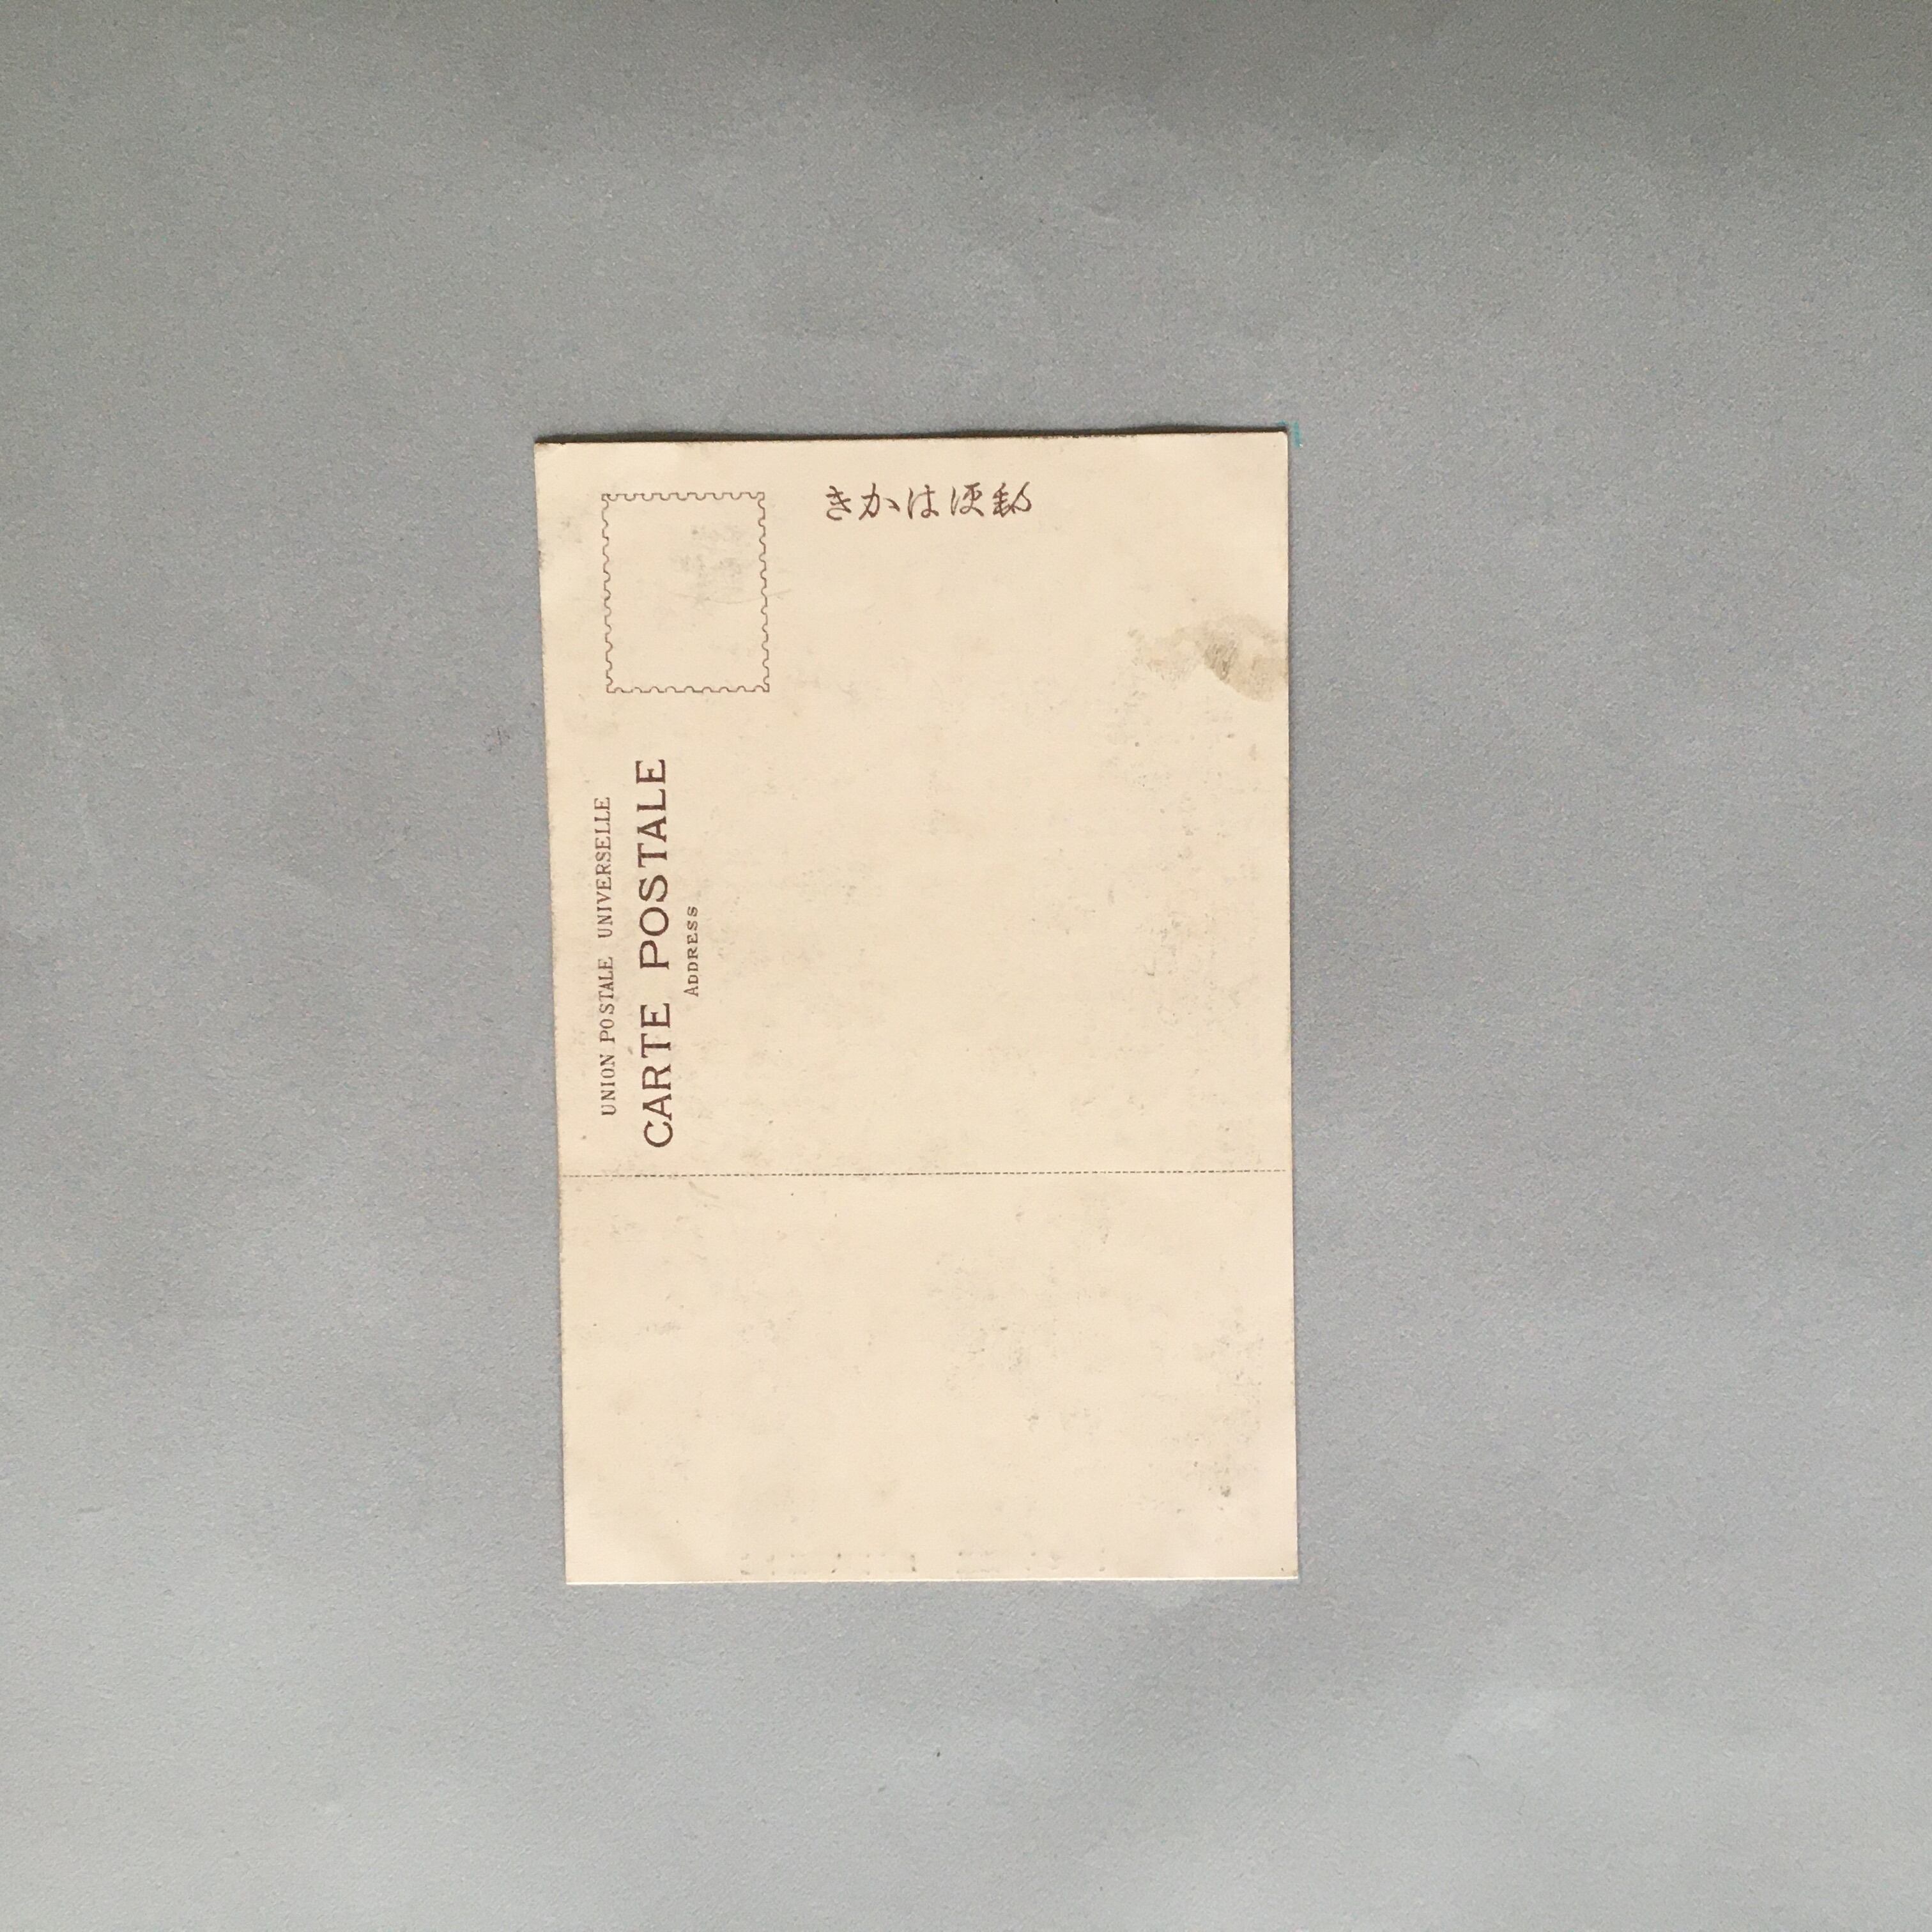 きかは便郵
UNION POSTALE UNIVERSELLE
CARTE POSTALE
ADDRESS